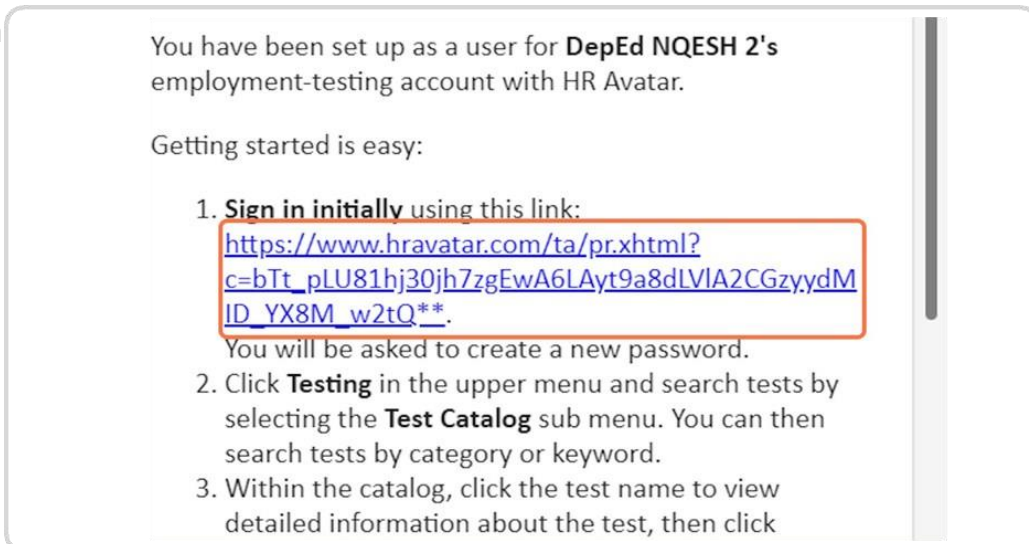 You have been set up as a user for DepEd NQESH 2's
employment-testing account with HR Avatar.
Getting started is easy:
1. Sign in initially using this link:
https://www.hravatar.com/ta/pr.xhtml?
c=bTt_pLU81hj30jh7zgEwA6LAyt9a8dLVlA2CGzyydM
ID_YX8M_w2tQ**.
You will be asked to create a new password.
2. Click Testing in the upper menu and search tests by
selecting the Test Catalog sub menu. You can then
search tests by category or keyword.
3. Within the catalog, click the test name to view
detailed information about the test, then click